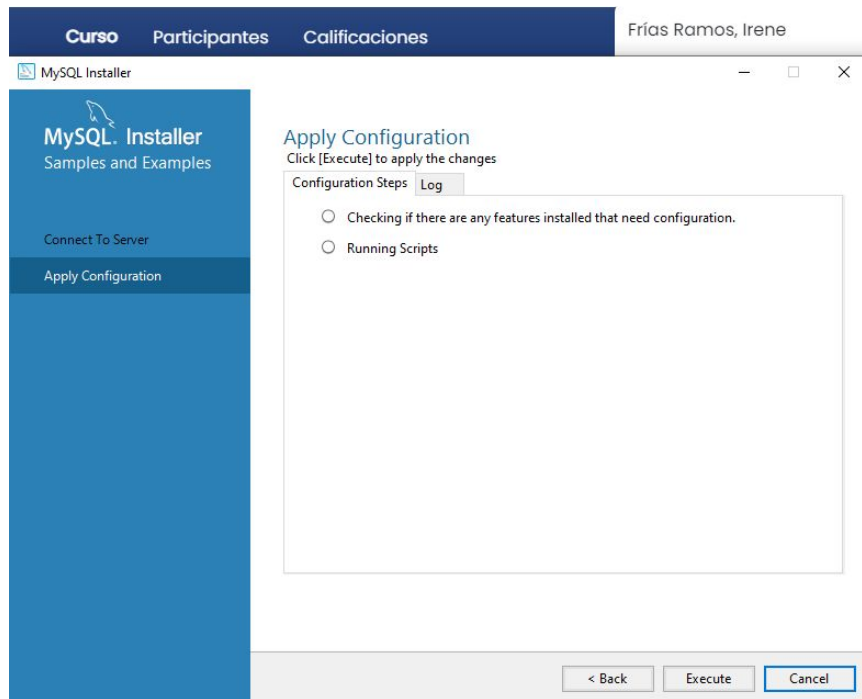 Curso Participantes Calificaciones Frías Ramos, Irene
MySQL Installer
MySQL. Installer
Samples and Examples
Connect To Server
Apply Configuration
Apply Configuration
Click [Execute] to apply the changes
Configuration Steps Log
Checking if there are any features installed that need configuration.
Running Scripts
< Back Execute Cancel